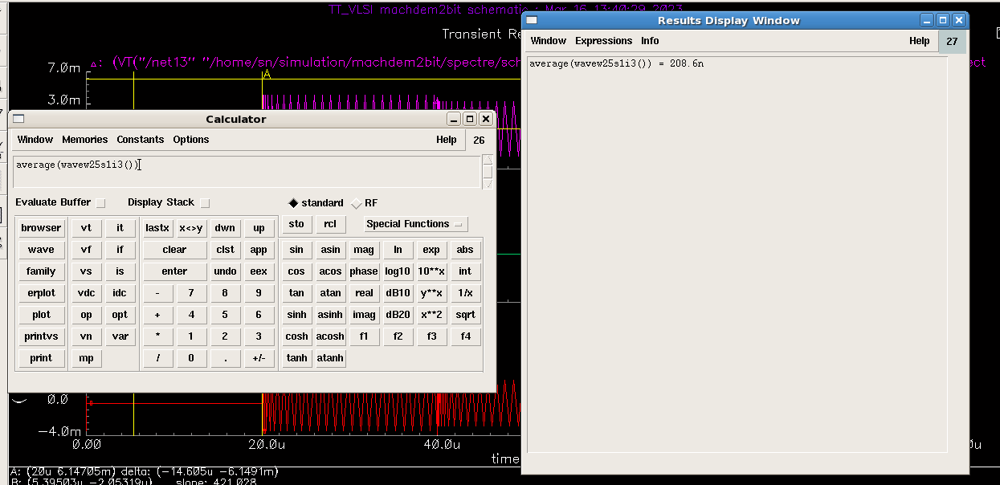 TT_VLSI machdem2bit schematic : Mar 16 13:40:29 2023
Transient Re
7.0m
: (VT("/net13" "/home/sn/simulation/machdem2bit/spectre/sch
ect
A
3.0m
Results Display Window
Window Expressions Info Help 27
average(wavew25s1i3()) = 208.6n
Calculator
Window Memories Constants Options Help 26
average(wavew25s1i3())
Evaluate Buffer Display Stack standard RF
browser vt it lastx x<>y dwn up sto rcl Special Functions
wave vf if clear clst app sin asin mag ln exp abs
family vs is enter undo eex cos acos phase log10 10**x int
erplot vdc idc - 7 8 9 tan atan real dB10 y**x 1/x
plot op opt + 4 5 6 sinh asinh imag dB20 x**2 sqrt
printvs vn var * 1 2 3 cosh acosh f1 f2 f3 f4
print mp / 0 . +/- tanh atanh
0.0
-4.0m
0.00 20.0u 40.0u
time
A: (20u 6.14705m) delta: (-14.605u -6.1491m)
B: (5.39503u -2.05319u) slope: 421.028